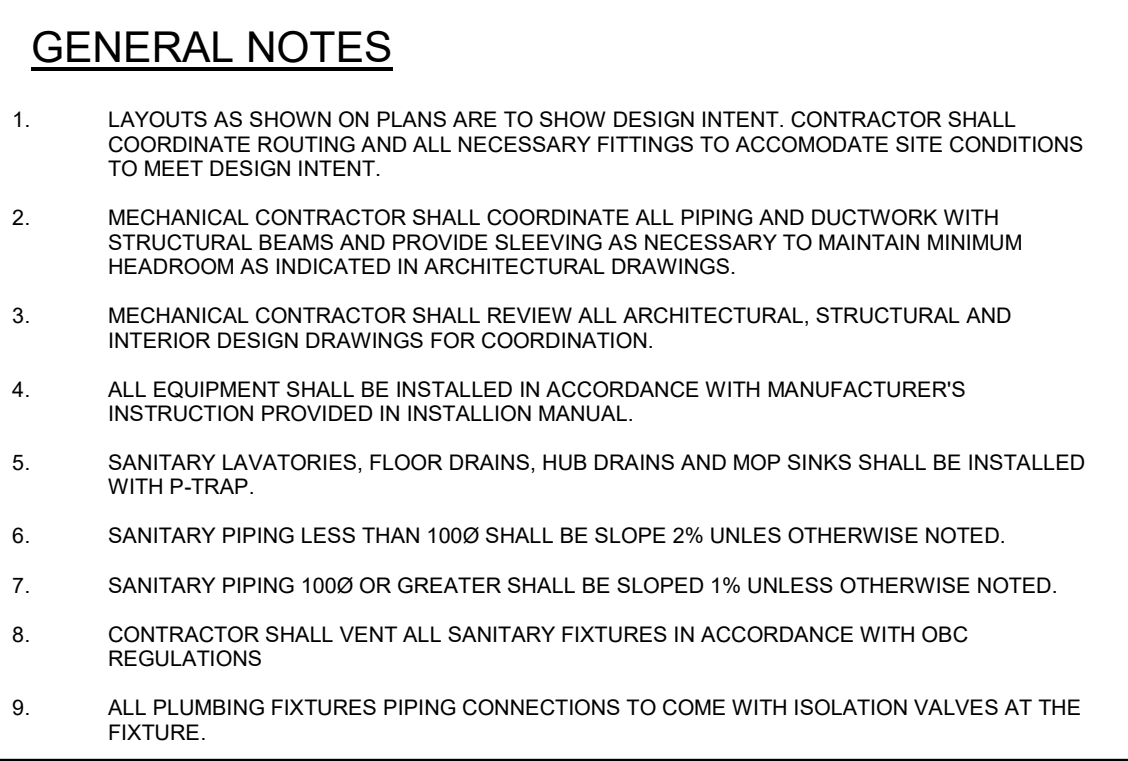 GENERAL NOTES
1. LAYOUTS AS SHOWN ON PLANS ARE TO SHOW DESIGN INTENT. CONTRACTOR SHALL
COORDINATE ROUTING AND ALL NECESSARY FITTINGS TO ACCOMODATE SITE CONDITIONS
TO MEET DESIGN INTENT.
2. MECHANICAL CONTRACTOR SHALL COORDINATE ALL PIPING AND DUCTWORK WITH
STRUCTURAL BEAMS AND PROVIDE SLEEVING AS NECESSARY TO MAINTAIN MINIMUM
HEADROOM AS INDICATED IN ARCHITECTURAL DRAWINGS.
3. MECHANICAL CONTRACTOR SHALL REVIEW ALL ARCHITECTURAL, STRUCTURAL AND
INTERIOR DESIGN DRAWINGS FOR COORDINATION.
4. ALL EQUIPMENT SHALL BE INSTALLED IN ACCORDANCE WITH MANUFACTURER'S
INSTRUCTION PROVIDED IN INSTALLION MANUAL.
5. SANITARY LAVATORIES, FLOOR DRAINS, HUB DRAINS AND MOP SINKS SHALL BE INSTALLED
WITH P-TRAP.
6. SANITARY PIPING LESS THAN 100Ø SHALL BE SLOPE 2% UNLES OTHERWISE NOTED.
7. SANITARY PIPING 100Ø OR GREATER SHALL BE SLOPED 1% UNLESS OTHERWISE NOTED.
8. CONTRACTOR SHALL VENT ALL SANITARY FIXTURES IN ACCORDANCE WITH OBC
REGULATIONS
9. ALL PLUMBING FIXTURES PIPING CONNECTIONS TO COME WITH ISOLATION VALVES AT THE
FIXTURE.